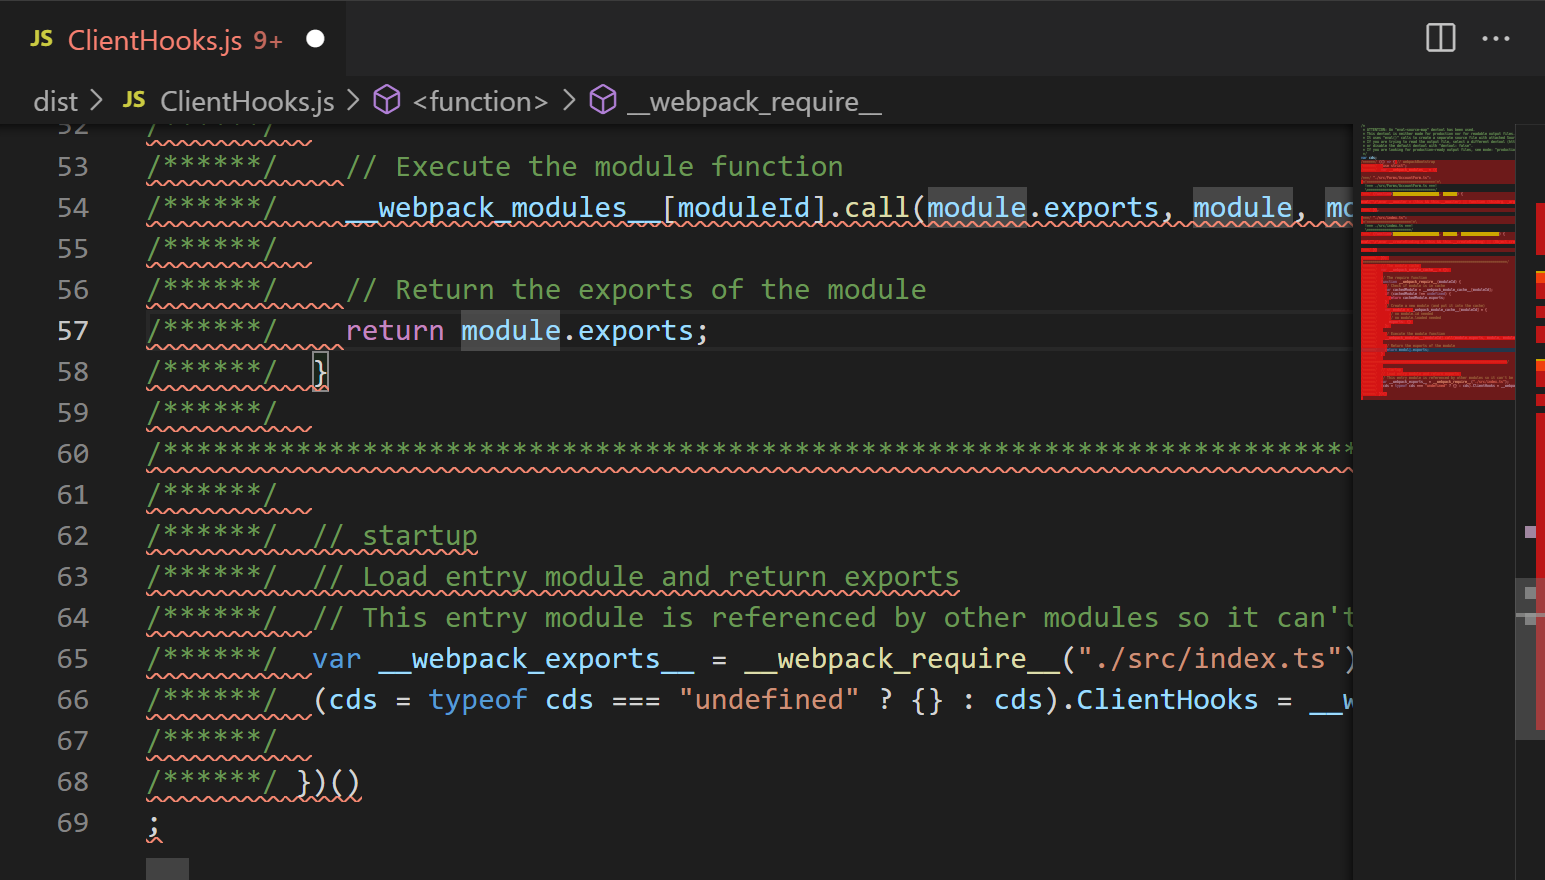 JS ClientHooks.js 9+
dist > JS ClientHooks.js > <function> > __webpack_require__
52 /******/
53 /******/ // Execute the module function
54 /******/ __webpack_modules__[moduleId].call(module.exports, module, mo
55 /******/
56 /******/ // Return the exports of the module
57 /******/ return module.exports;
58 /******/ }
59 /******/
60 /************************************************************************
61 /******/
62 /******/ // startup
63 /******/ // Load entry module and return exports
64 /******/ // This entry module is referenced by other modules so it can't
65 /******/ var __webpack_exports__ = __webpack_require__("./src/index.ts")
66 /******/ (cds = typeof cds === "undefined" ? {} : cds).ClientHooks = __w
67 /******/
68 /******/ })()
69 ;